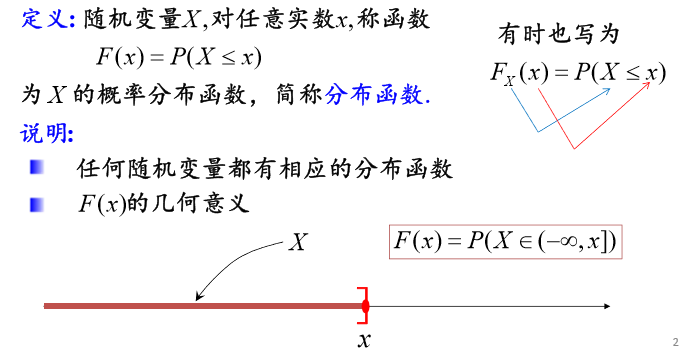 定义: 随机变量X,对任意实数x,称函数
F(x) = P(X ≤ x)
为 X 的概率分布函数，简称分布函数.
有时也写为
F_X(x) = P(X ≤ x)
说明:
任何随机变量都有相应的分布函数
F(x)的几何意义
X
F(x) = P(X ∈ (−∞, x])
x
2